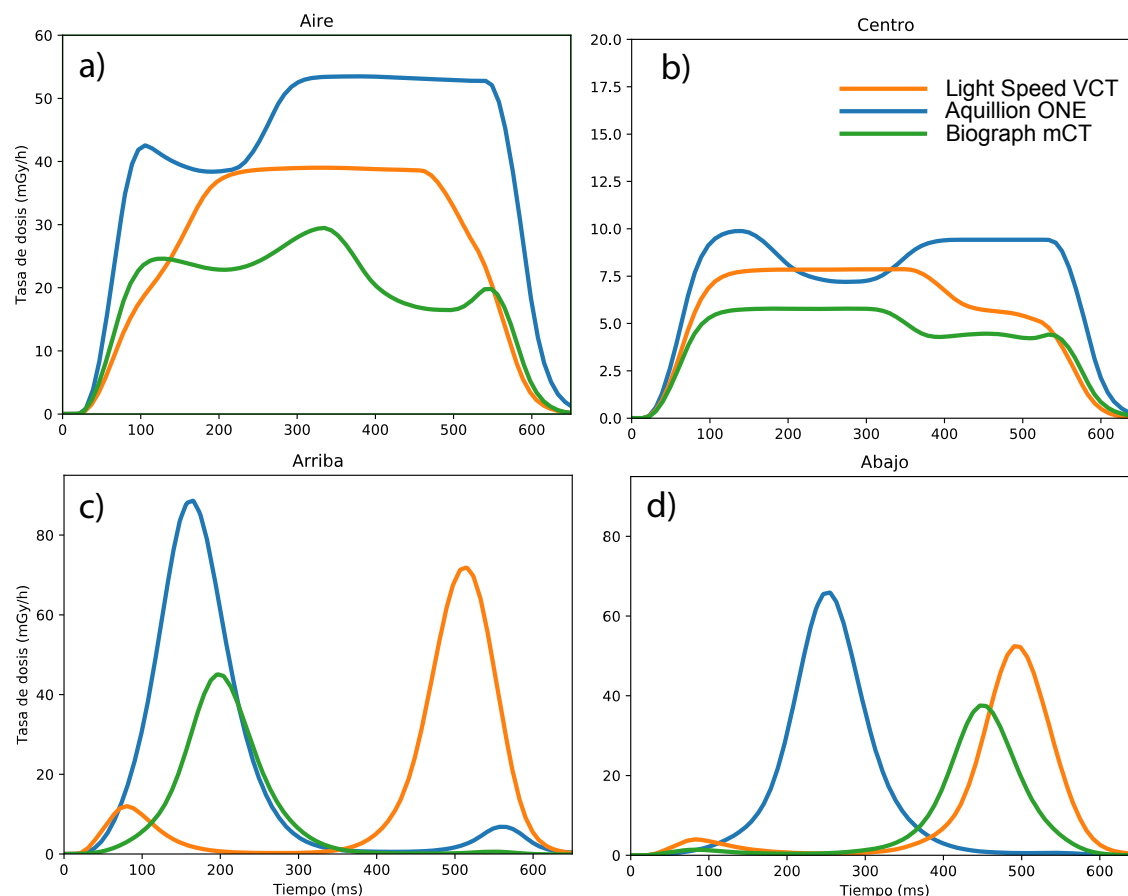 Aire
a)
60
50
40
30
20
10
0
Tasa de dosis (mGy/h)
0 100 200 300 400 500 600
Centro
b)
20.0
17.5
15.0
12.5
10.0
7.5
5.0
2.5
0.0
Light Speed VCT
Aquillion ONE
Biograph mCT
0 100 200 300 400 500 600
Arriba
c)
80
60
40
20
0
Tasa de dosis (mGy/h)
0 100 200 300 400 500 600
Tiempo (ms)
Abajo
d)
80
60
40
20
0
0 100 200 300 400 500 600
Tiempo (ms)